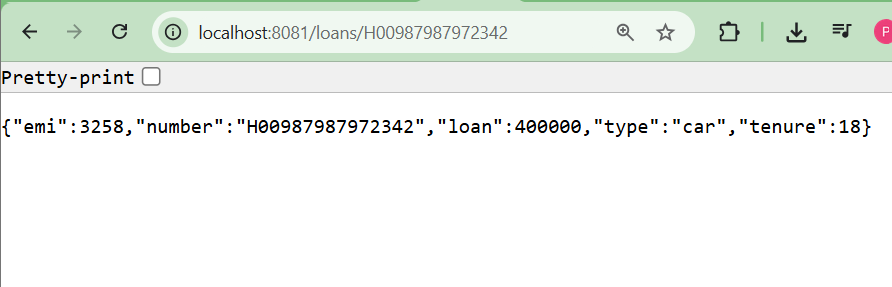 localhost:8081/loans/H00987987972342
P
Pretty-print
{"emi":3258,"number":"H00987987972342","loan":400000,"type":"car","tenure":18}